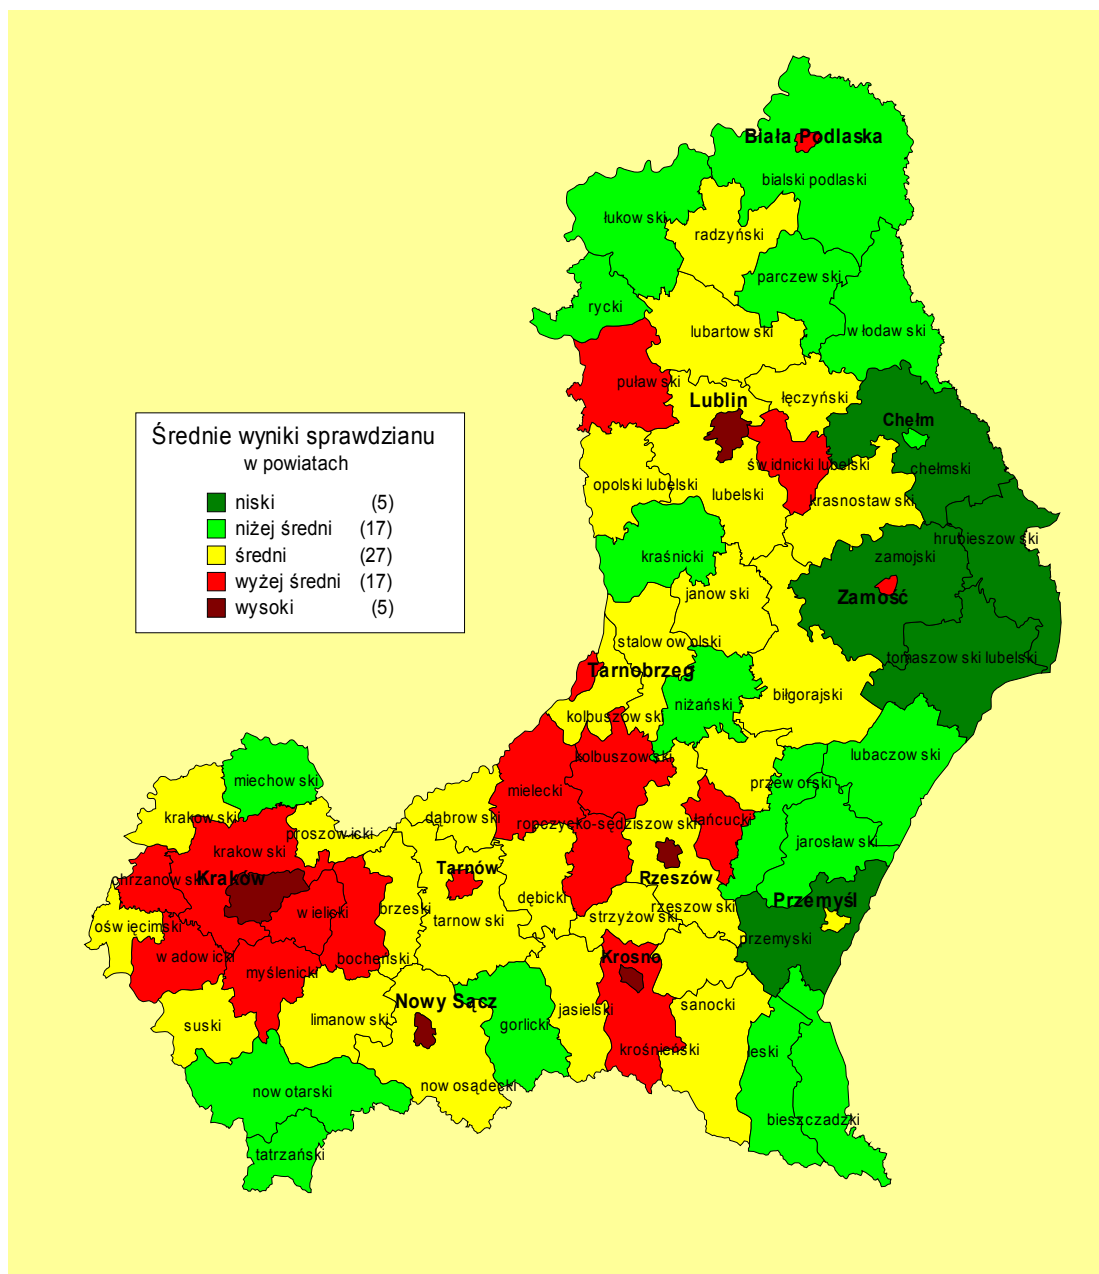 Biała Podlaska
bialski podlaski
łukow ski
radzyński
parczew ski
rycki
lubartow ski
w łodaw ski
puław ski
łęczyński
Lublin
Średnie wyniki sprawdzianu
w powiatach
niski (5)
niżej średni (17)
średni (27)
wyżej średni (17)
wysoki (5)
Chełm
św idnicki lubelski
chełmski
opolski lubelski
lubelski
krasnostaw ski
hrubieszow ski
kraśnicki
zamojski
janow ski
Zamość
stalow ow olski
tomaszow ski lubelski
Tarnobrzeg
niżański
biłgorajski
kolbuszow ski
kolbuszow ski
lubaczow ski
miechow ski
mielecki
przew orski
krakow ski
dąbrow ski
ropczycko-sędziszow ski
łańcucki
proszow icki
krakow ski
jarosław ski
Tarnów
chrzanow ski
Kraków
Rzeszów
dębicki
Przemyśl
w ielicki
brzeski
tarnow ski
strzyżow ski
rzeszow ski
ośw ięcimski
przemyski
w adow icki
bocheński
Krosno
myślenicki
Nowy Sącz
sanocki
jasielski
suski
limanow ski
gorlicki
krośnieński
leski
now osądecki
now otarski
bieszczadzki
tatrzański